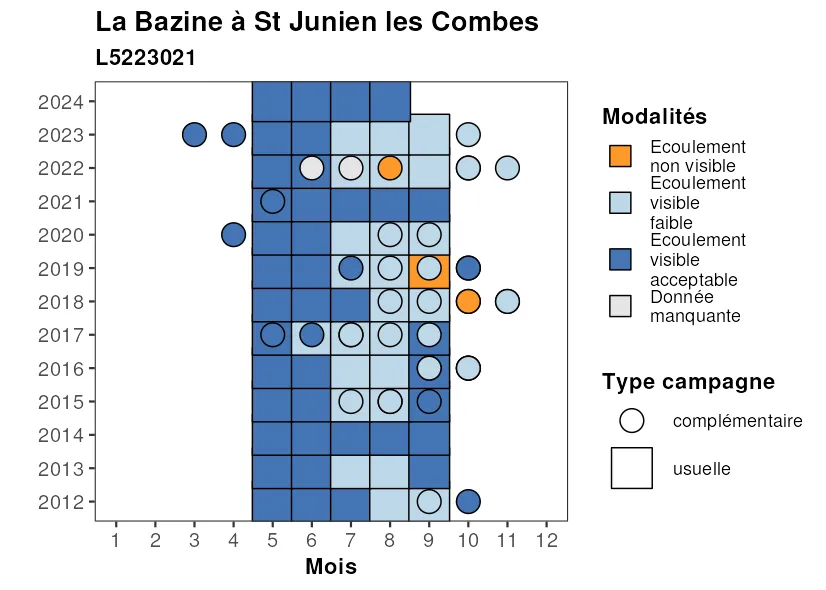 La Bazine à St Junien les Combes
L5223021
2024
2023
2022
2021
2020
2019
2018
2017
2016
2015
2014
2013
2012
1 2 3 4 5 6 7 8 9 10 11 12
Mois
Modalités
Ecoulement
non visible
Ecoulement
visible
faible
Ecoulement
visible
acceptable
Donnée
manquante
Type campagne
complémentaire
usuelle